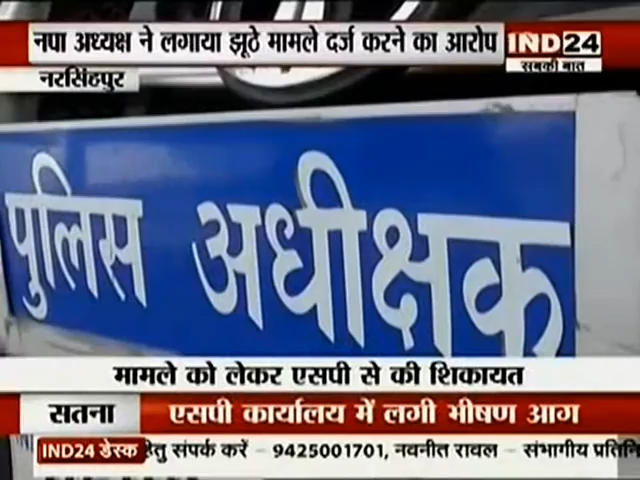 नपा अध्यक्ष ने लगाया झूठे मामले दर्ज करने का आरोप
IND24
सबकी बात
नरसिंहपुर
पुलिस अधीक्षक
मामले को लेकर एसपी से की शिकायत
सतना एसपी कार्यालय में लगी भीषण आग
IND24 डेस्क हेतु संपर्क करें - 9425001701, नवनीत रावल - संभागीय प्रतिनि